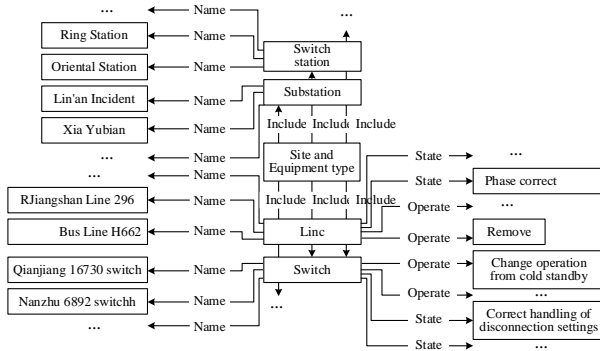 ... Name ...
Ring Station Name Switch station
Oriental Station Name
Lin'an Incident Name Substation
Xia Yubian Name Include Include Include
... Name Site and Equipment type State ...
... Name State Phase correct
RJiangshan Line 296 Name Include Include Include Operate ...
Bus Line H662 Name Linc Operate Remove
Qianjiang 16730 switch Name Switch Operate Change operation from cold standby
Nanzhu 6892 switchh Name Operate ...
... Name ... State Correct handling of disconnection settings
State ...